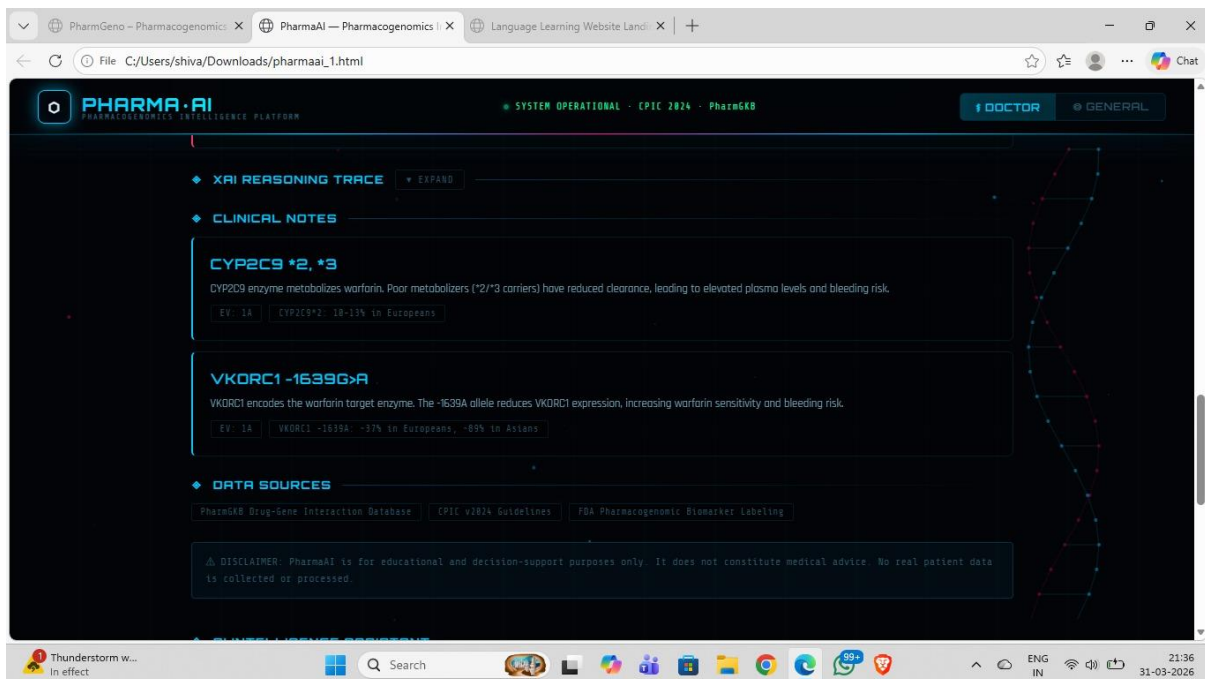 PharmGeno – Pharmacogenomics
PharmaAI — Pharmacogenomics I
Language Learning Website Landi
File C:/Users/shiva/Downloads/pharmaai_1.html
Chat
PHARMA·AI
PHARMACOGENOMICS INTELLIGENCE PLATFORM
SYSTEM OPERATIONAL · CPIC 2024 · PharmGKB
DOCTOR
GENERAL
XAI REASONING TRACE
▼ EXPAND
CLINICAL NOTES
CYP2C9 *2, *3
CYP2C9 enzyme metabolizes warfarin. Poor metabolizers (*2/*3 carriers) have reduced clearance, leading to elevated plasma levels and bleeding risk.
EV: 1A
CYP2C9*2: 10-13% in Europeans
VKORC1 -1639G>A
VKORC1 encodes the warfarin target enzyme. The -1639A allele reduces VKORC1 expression, increasing warfarin sensitivity and bleeding risk.
EV: 1A
VKORC1 -1639A: ~37% in Europeans, ~89% in Asians
DATA SOURCES
PharmGKB Drug-Gene Interaction Database
CPIC v2024 Guidelines
FDA Pharmacogenomic Biomarker Labeling
⚠ DISCLAIMER: PharmaAI is for educational and decision-support purposes only. It does not constitute medical advice. No real patient data
is collected or processed.
1
Thunderstorm w...
In effect
Search
99+
ENG
IN
21:36
31-03-2026